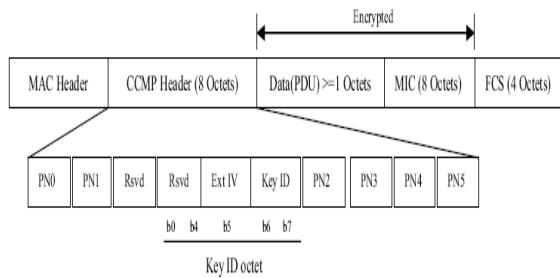 Encrypted
MAC Header CCMP Header (8 Octets) Data(PDU) >=1 Octets MIC (8 Octets) FCS (4 Octets)
PN0 PN1 Rsvd Rsvd Ext IV Key ID PN2 PN3 PN4 PN5
b0 b4 b5 b6 b7
Key ID octet